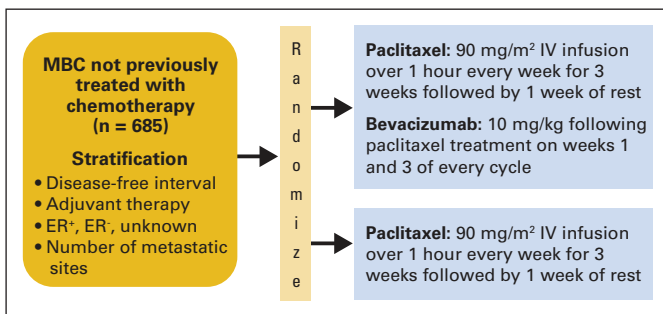 MBC not previously
treated with
chemotherapy
(n = 685)
Stratification
• Disease-free interval
• Adjuvant therapy
• ER⁺, ER⁻, unknown
• Number of metastatic
sites
R
a
n
d
o
m
i
z
e
Paclitaxel: 90 mg/m² IV infusion
over 1 hour every week for 3
weeks followed by 1 week of rest
Bevacizumab: 10 mg/kg following
paclitaxel treatment on weeks 1
and 3 of every cycle
Paclitaxel: 90 mg/m² IV infusion
over 1 hour every week for 3
weeks followed by 1 week of rest